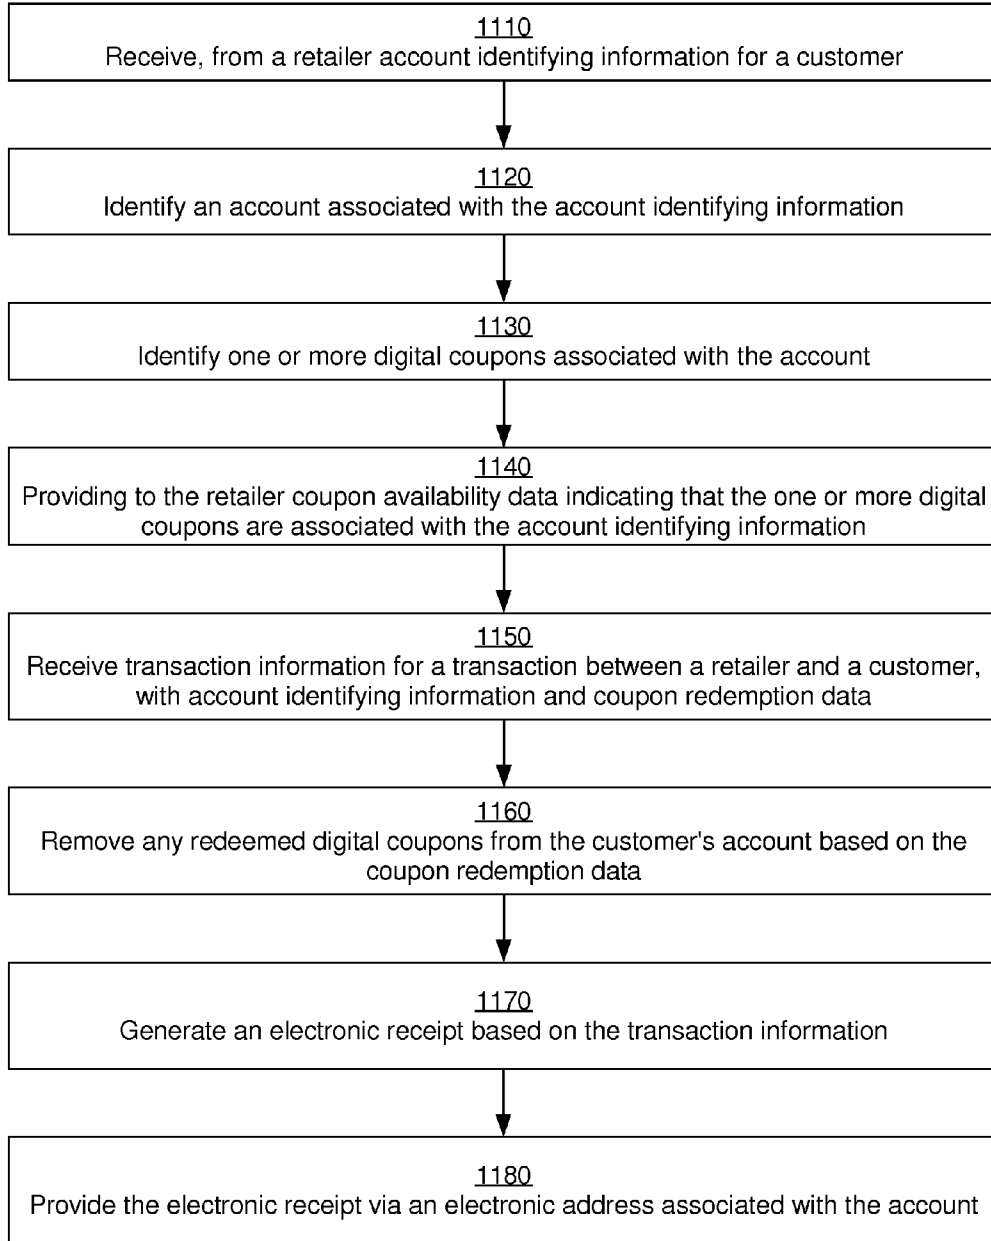 1110
Receive, from a retailer account identifying information for a customer
1120
Identify an account associated with the account identifying information
1130
Identify one or more digital coupons associated with the account
1140
Providing to the retailer coupon availability data indicating that the one or more digital
coupons are associated with the account identifying information
1150
Receive transaction information for a transaction between a retailer and a customer,
with account identifying information and coupon redemption data
1160
Remove any redeemed digital coupons from the customer's account based on the
coupon redemption data
1170
Generate an electronic receipt based on the transaction information
1180
Provide the electronic receipt via an electronic address associated with the account